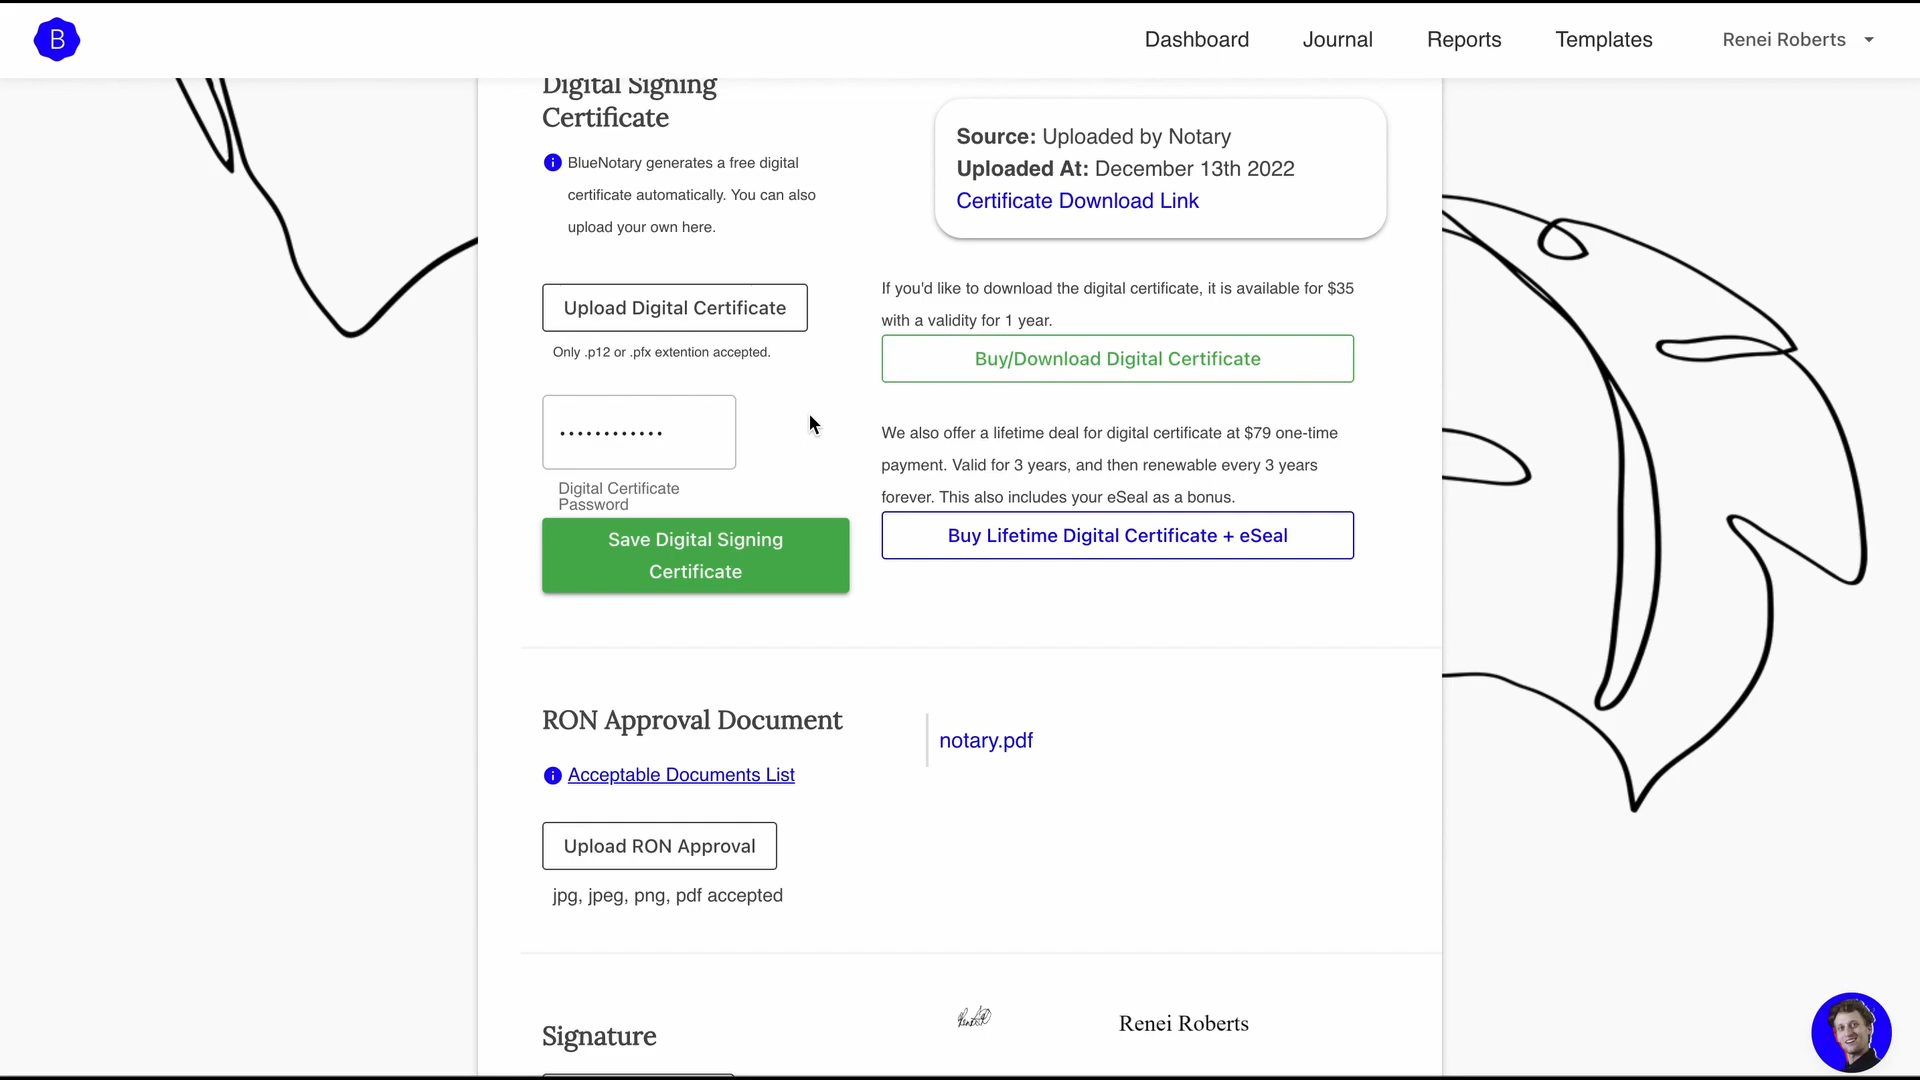 B
Dashboard
Journal
Reports
Templates
Renei Roberts
Digital Signing
Certificate
BlueNotary generates a free digital
certificate automatically. You can also
upload your own here.
Upload Digital Certificate
Only .p12 or .pfx extention accepted.
Digital Certificate
Password
Save Digital Signing
Certificate
Source: Uploaded by Notary
Uploaded At: December 13th 2022
Certificate Download Link
If you'd like to download the digital certificate, it is available for $35
with a validity for 1 year.
Buy/Download Digital Certificate
We also offer a lifetime deal for digital certificate at $79 one-time
payment. Valid for 3 years, and then renewable every 3 years
forever. This also includes your eSeal as a bonus.
Buy Lifetime Digital Certificate + eSeal
RON Approval Document
Acceptable Documents List
Upload RON Approval
jpg, jpeg, png, pdf accepted
notary.pdf
Signature
Renei Roberts